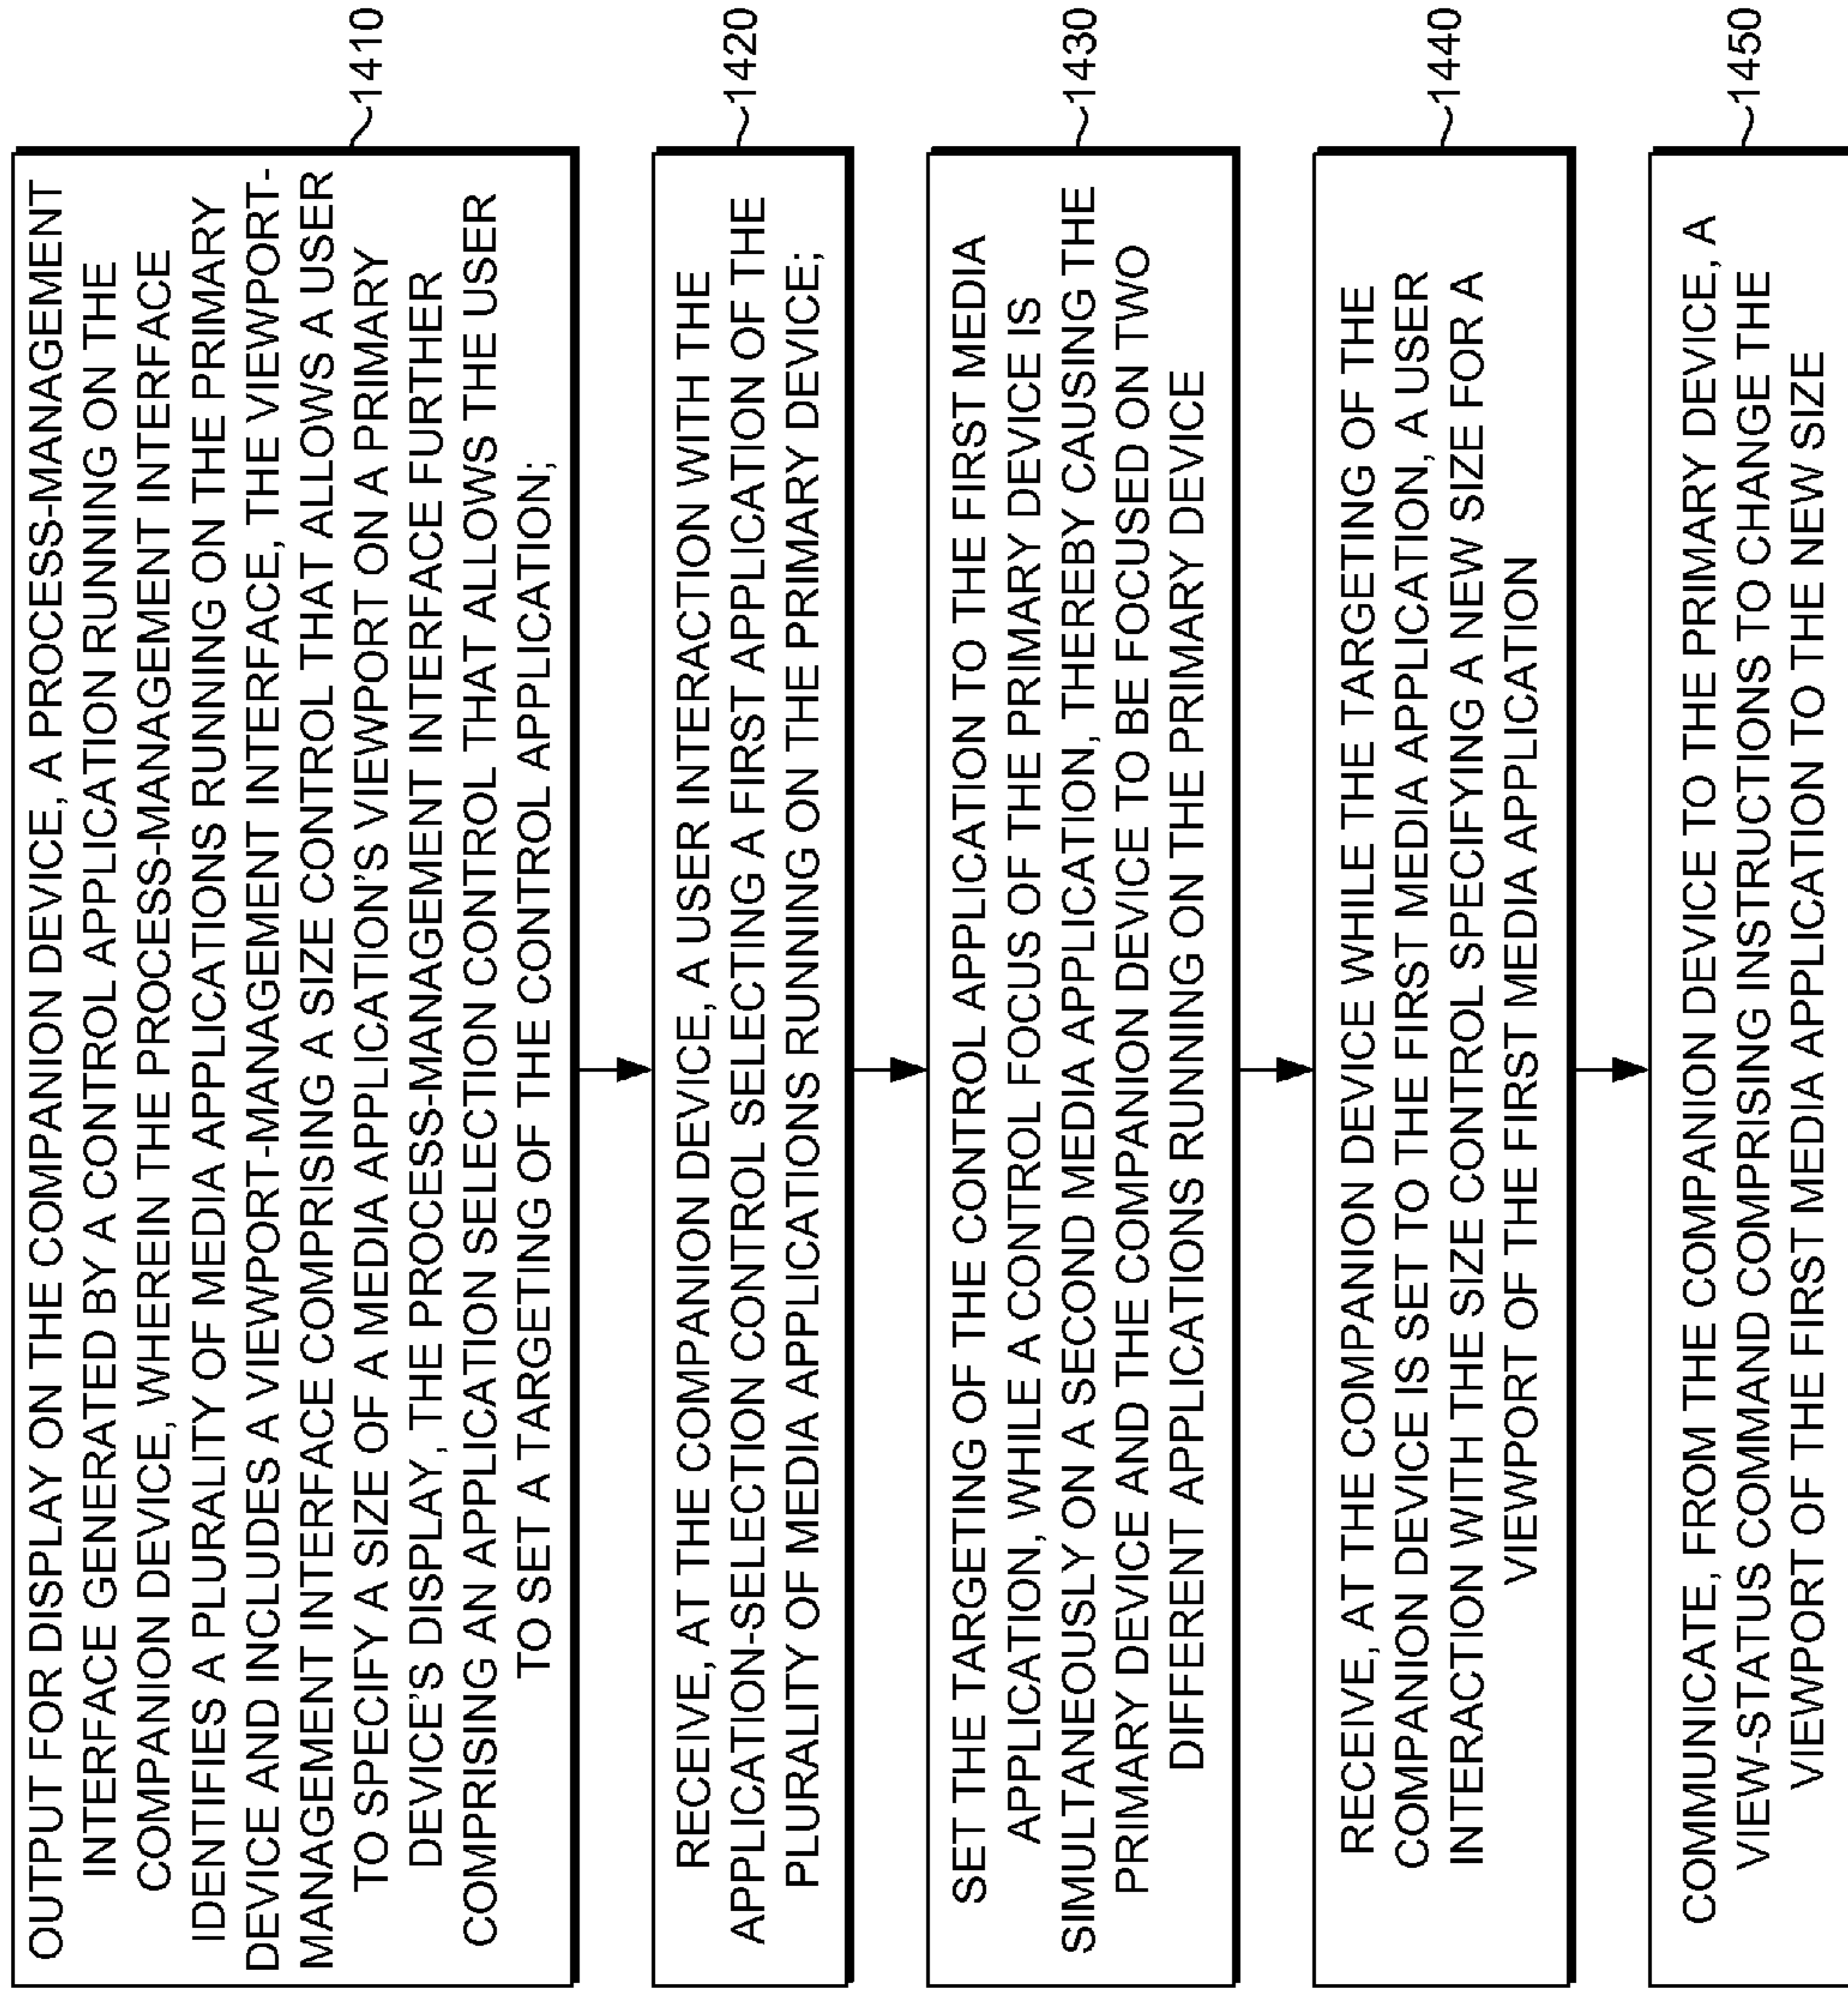 OUTPUT FOR DISPLAY ON THE COMPANION DEVICE, A PROCESS-MANAGEMENT
INTERFACE GENERATED BY A CONTROL APPLICATION RUNNING ON THE
COMPANION DEVICE, WHEREIN THE PROCESS-MANAGEMENT INTERFACE
IDENTIFIES A PLURALITY OF MEDIA APPLICATIONS RUNNING ON THE PRIMARY
DEVICE AND INCLUDES A VIEWPORT-MANAGEMENT INTERFACE, THE VIEWPORT-
MANAGEMENT INTERFACE COMPRISING A SIZE CONTROL THAT ALLOWS A USER
TO SPECIFY A SIZE OF A MEDIA APPLICATION'S VIEWPORT ON A PRIMARY
DEVICE'S DISPLAY, THE PROCESS-MANAGEMENT INTERFACE FURTHER
COMPRISING AN APPLICATION SELECTION CONTROL THAT ALLOWS THE USER
TO SET A TARGETING OF THE CONTROL APPLICATION;
1410
RECEIVE, AT THE COMPANION DEVICE, A USER INTERACTION WITH THE
APPLICATION-SELECTION CONTROL SELECTING A FIRST APPLICATION OF THE
PLURALITY OF MEDIA APPLICATIONS RUNNING ON THE PRIMARY DEVICE;
1420
SET THE TARGETING OF THE CONTROL APPLICATION TO THE FIRST MEDIA
APPLICATION, WHILE A CONTROL FOCUS OF THE PRIMARY DEVICE IS
SIMULTANEOUSLY ON A SECOND MEDIA APPLICATION, THEREBY CAUSING THE
PRIMARY DEVICE AND THE COMPANION DEVICE TO BE FOCUSED ON TWO
DIFFERENT APPLICATIONS RUNNING ON THE PRIMARY DEVICE
1430
RECEIVE, AT THE COMPANION DEVICE WHILE THE TARGETING OF THE
COMPANION DEVICE IS SET TO THE FIRST MEDIA APPLICATION, A USER
INTERACTION WITH THE SIZE CONTROL SPECIFYING A NEW SIZE FOR A
VIEWPORT OF THE FIRST MEDIA APPLICATION
1440
COMMUNICATE, FROM THE COMPANION DEVICE TO THE PRIMARY DEVICE, A
VIEW-STATUS COMMAND COMPRISING INSTRUCTIONS TO CHANGE THE
VIEWPORT OF THE FIRST MEDIA APPLICATION TO THE NEW SIZE
1450